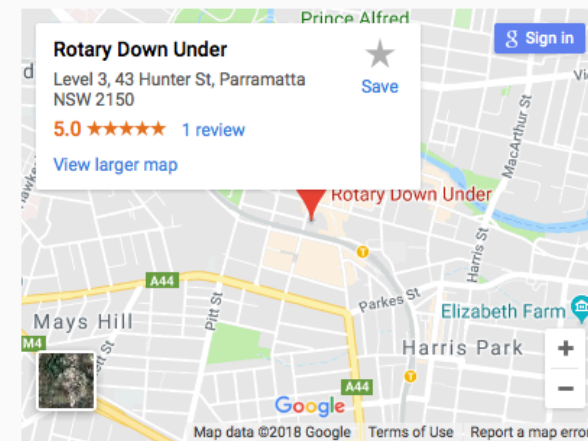 Prince Alfred
Rotary Down Under
Level 3, 43 Hunter St, Parramatta
NSW 2150
5.0 ★★★★★ 1 review
View larger map
Save
g Sign in
MacArthur St
Rotary Down Under
T
Harris St
A44
Pitt St
Parkes St
Elizabeth Farm
Mays Hill
M4
Harris Park
T
A44
+
−
Google
Map data ©2018 Google Terms of Use Report a map error